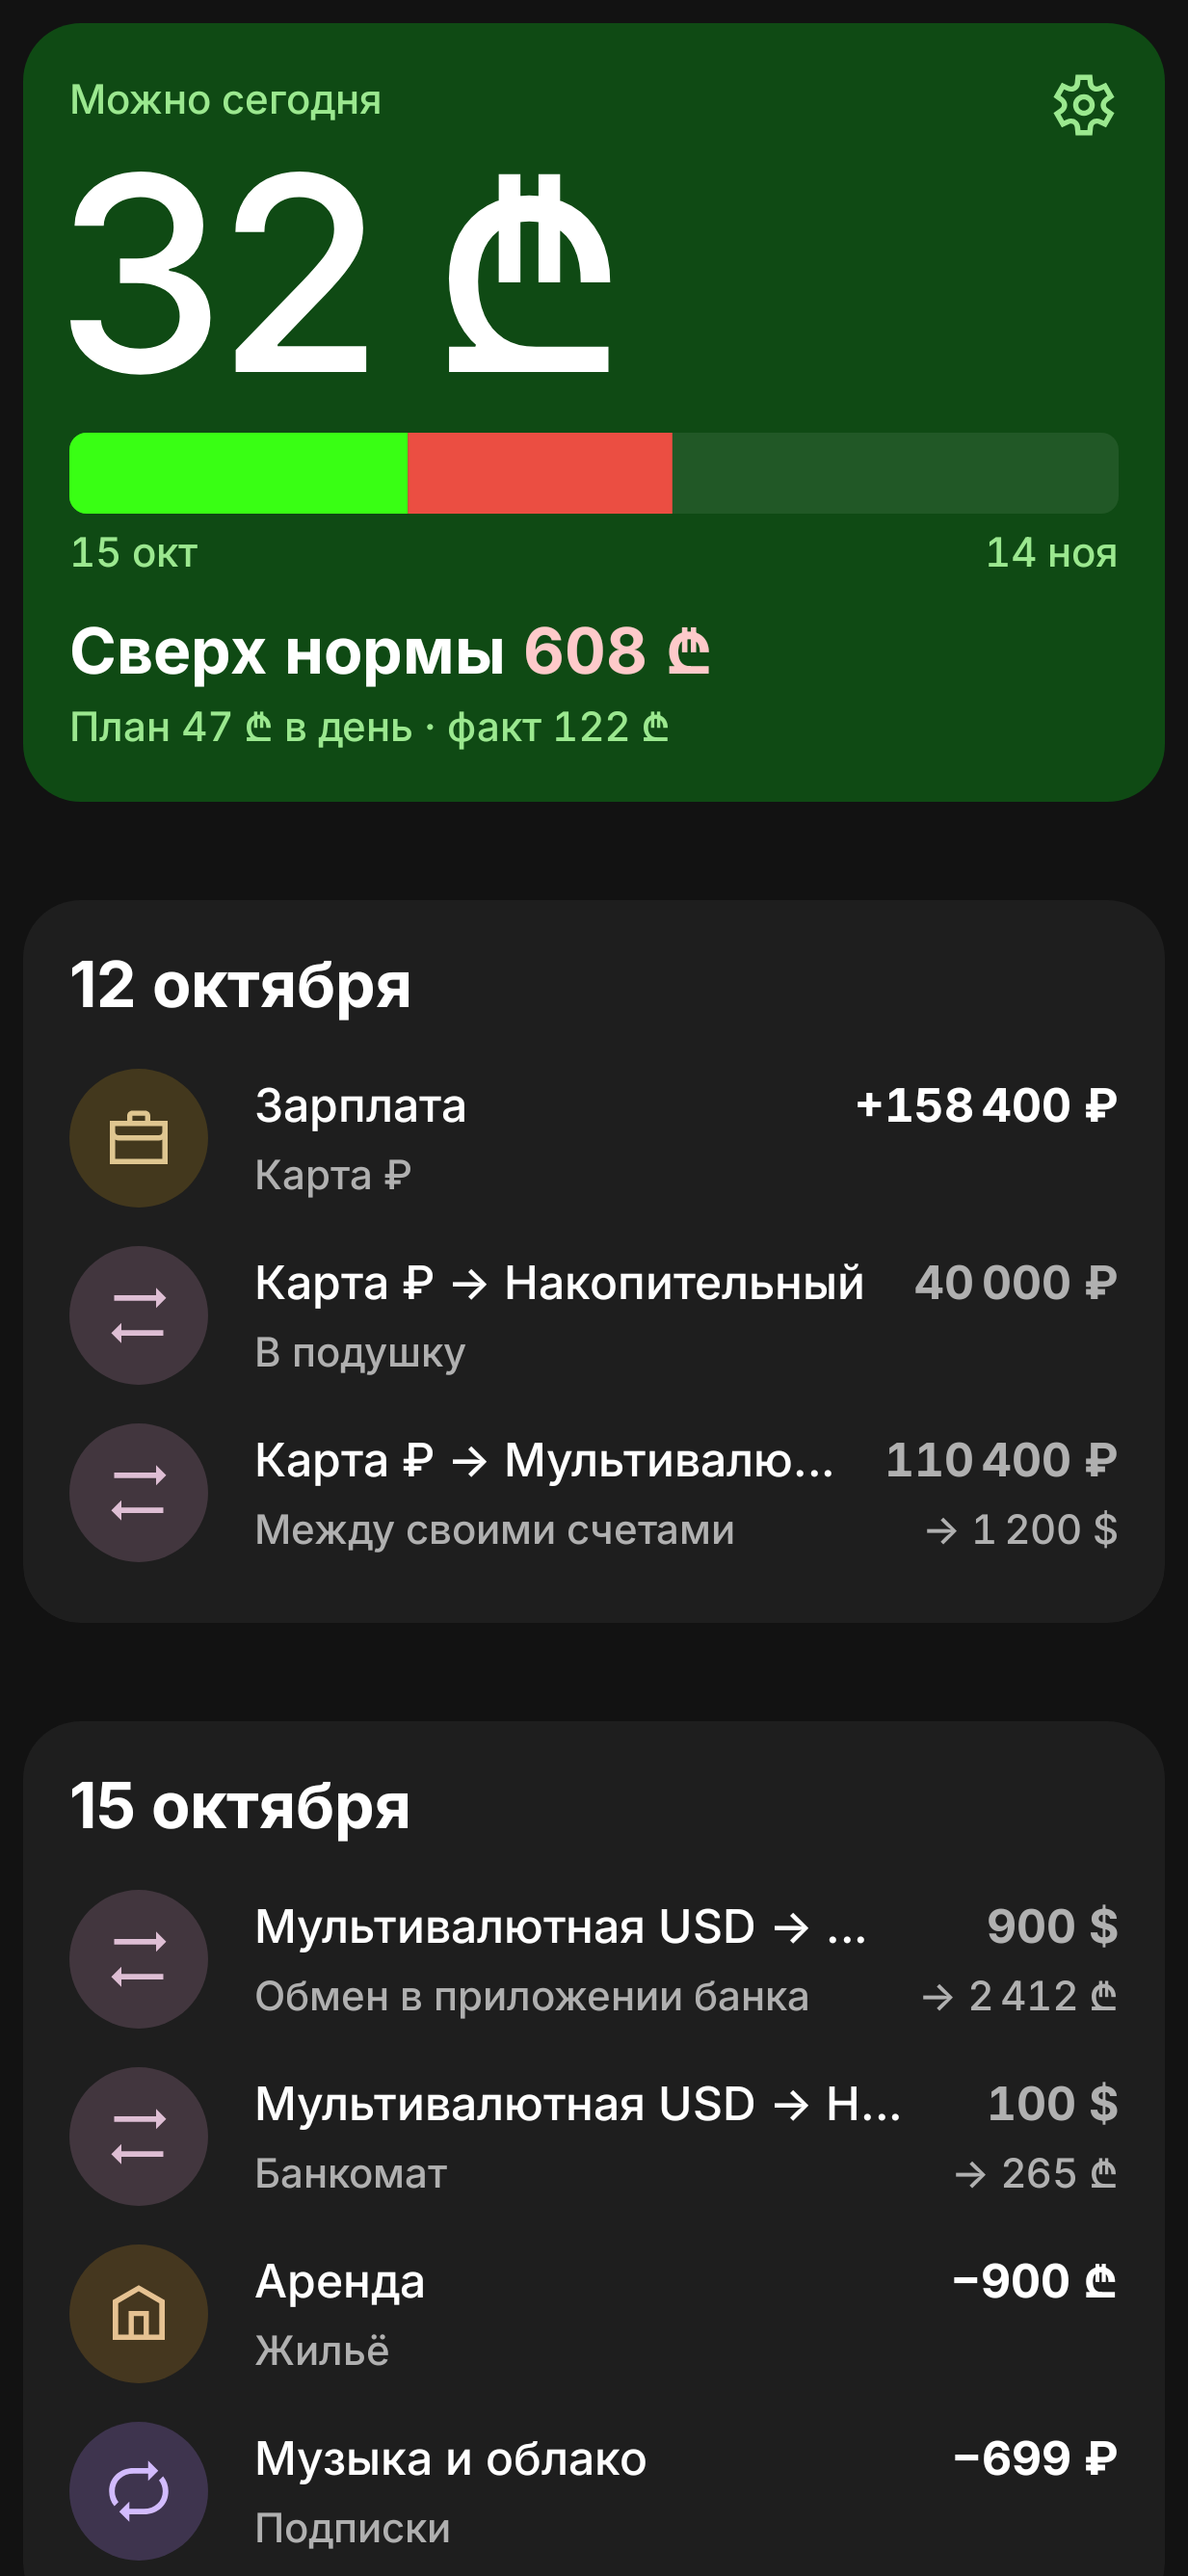 Можно сегодня
32 ₾
15 окт 14 ноя
Сверх нормы 608 ₾
План 47 ₾ в день · факт 122 ₾
12 октября
Зарплата +158 400 ₽
Карта ₽
Карта ₽ → Накопительный 40 000 ₽
В подушку
Карта ₽ → Мультивалю... 110 400 ₽
Между своими счетами → 1 200 $
15 октября
Мультивалютная USD → ... 900 $
Обмен в приложении банка → 2 412 ₾
Мультивалютная USD → Н... 100 $
Банкомат → 265 ₾
Аренда −900 ₾
Жильё
Музыка и облако −699 ₽
Подписки